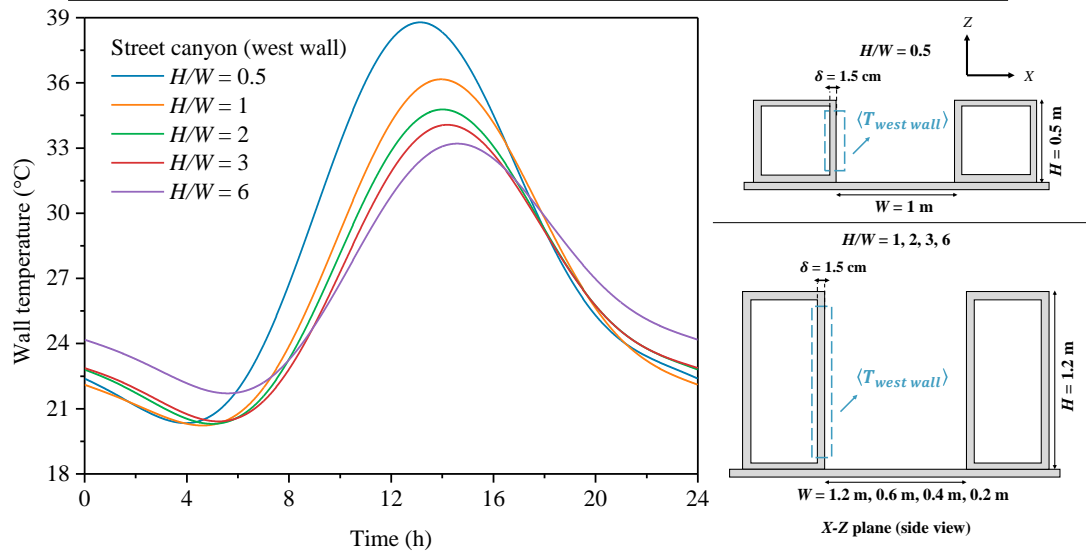 39
36
33
30
27
24
21
18
Wall temperature (°C)
Street canyon (west wall)
H/W = 0.5
H/W = 1
H/W = 2
H/W = 3
H/W = 6
0
4
8
12
16
20
24
Time (h)
Z
X
H/W = 0.5
δ = 1.5 cm
⟨T_west wall⟩
H = 0.5 m
W = 1 m
H/W = 1, 2, 3, 6
δ = 1.5 cm
⟨T_west wall⟩
H = 1.2 m
W = 1.2 m, 0.6 m, 0.4 m, 0.2 m
X-Z plane (side view)